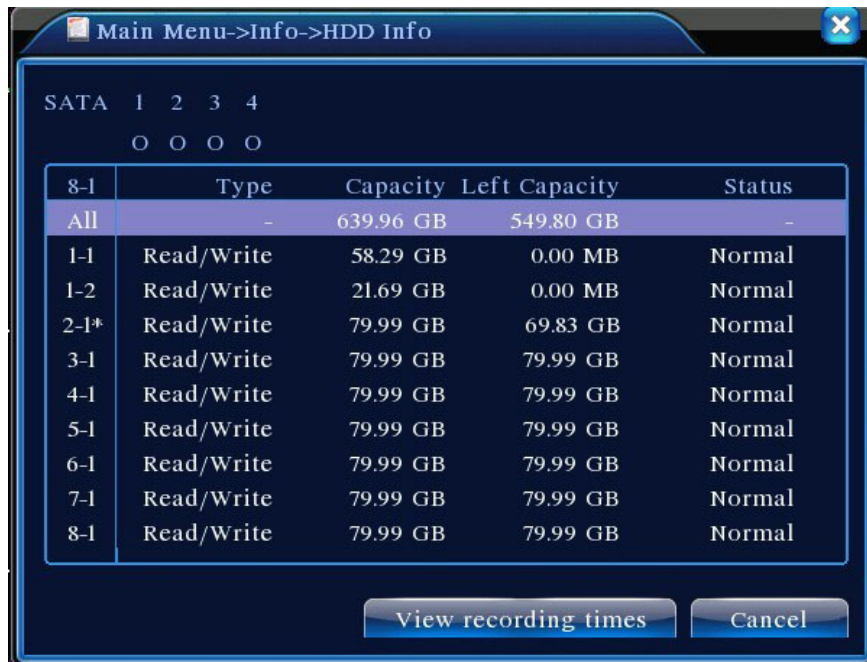 Main Menu->Info->HDD Info
SATA 1 2 3 4
O O O O
8-1 Type Capacity Left Capacity Status
All - 639.96 GB 549.80 GB -
1-1 Read/Write 58.29 GB 0.00 MB Normal
1-2 Read/Write 21.69 GB 0.00 MB Normal
2-1* Read/Write 79.99 GB 69.83 GB Normal
3-1 Read/Write 79.99 GB 79.99 GB Normal
4-1 Read/Write 79.99 GB 79.99 GB Normal
5-1 Read/Write 79.99 GB 79.99 GB Normal
6-1 Read/Write 79.99 GB 79.99 GB Normal
7-1 Read/Write 79.99 GB 79.99 GB Normal
8-1 Read/Write 79.99 GB 79.99 GB Normal
View recording times Cancel